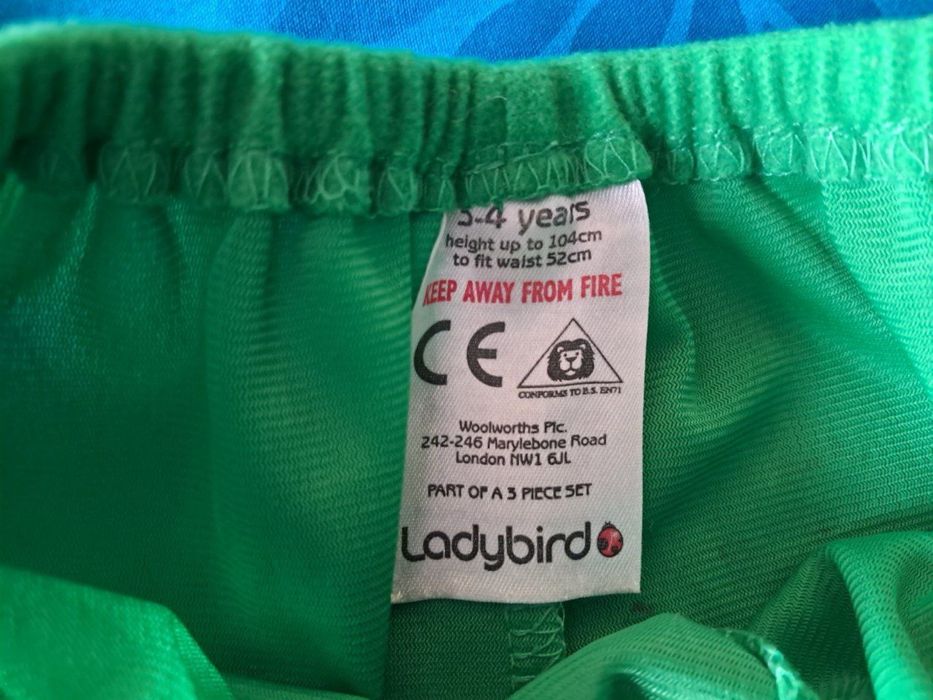 3-4 years
height up to 104cm
to fit waist 52cm
KEEP AWAY FROM FIRE
CE
CONFORMS TO B.S. EN71
Woolworths Plc.
242-246 Marylebone Road
London NW1 6JL
PART OF A 3 PIECE SET
Ladybird